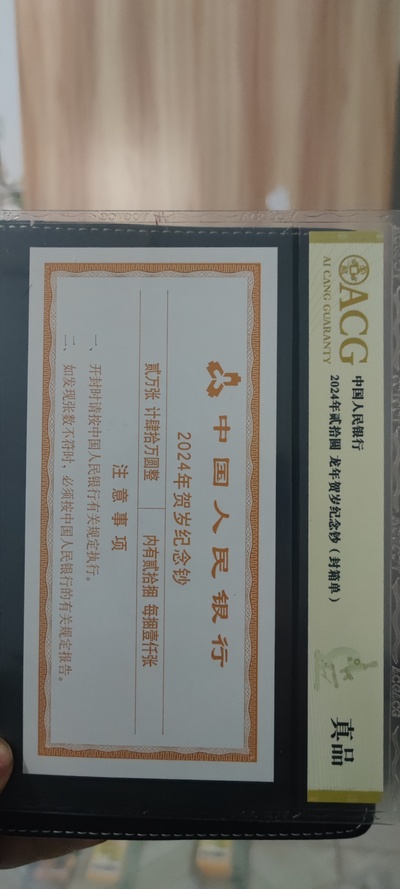 ACG
AI CANG GUARANTY
中国人民银行
2024年贰拾圆 龙年贺岁纪念钞（封箱单）
真品
中国人民银行
2024年贺岁纪念钞
贰万张 计肆拾万圆整 内有贰拾捆 每捆壹仟张
注意事项
一、开封时请按中国人民银行有关规定执行。
二、如发现张数不符时，必须按中国人民银行的有关规定报告。